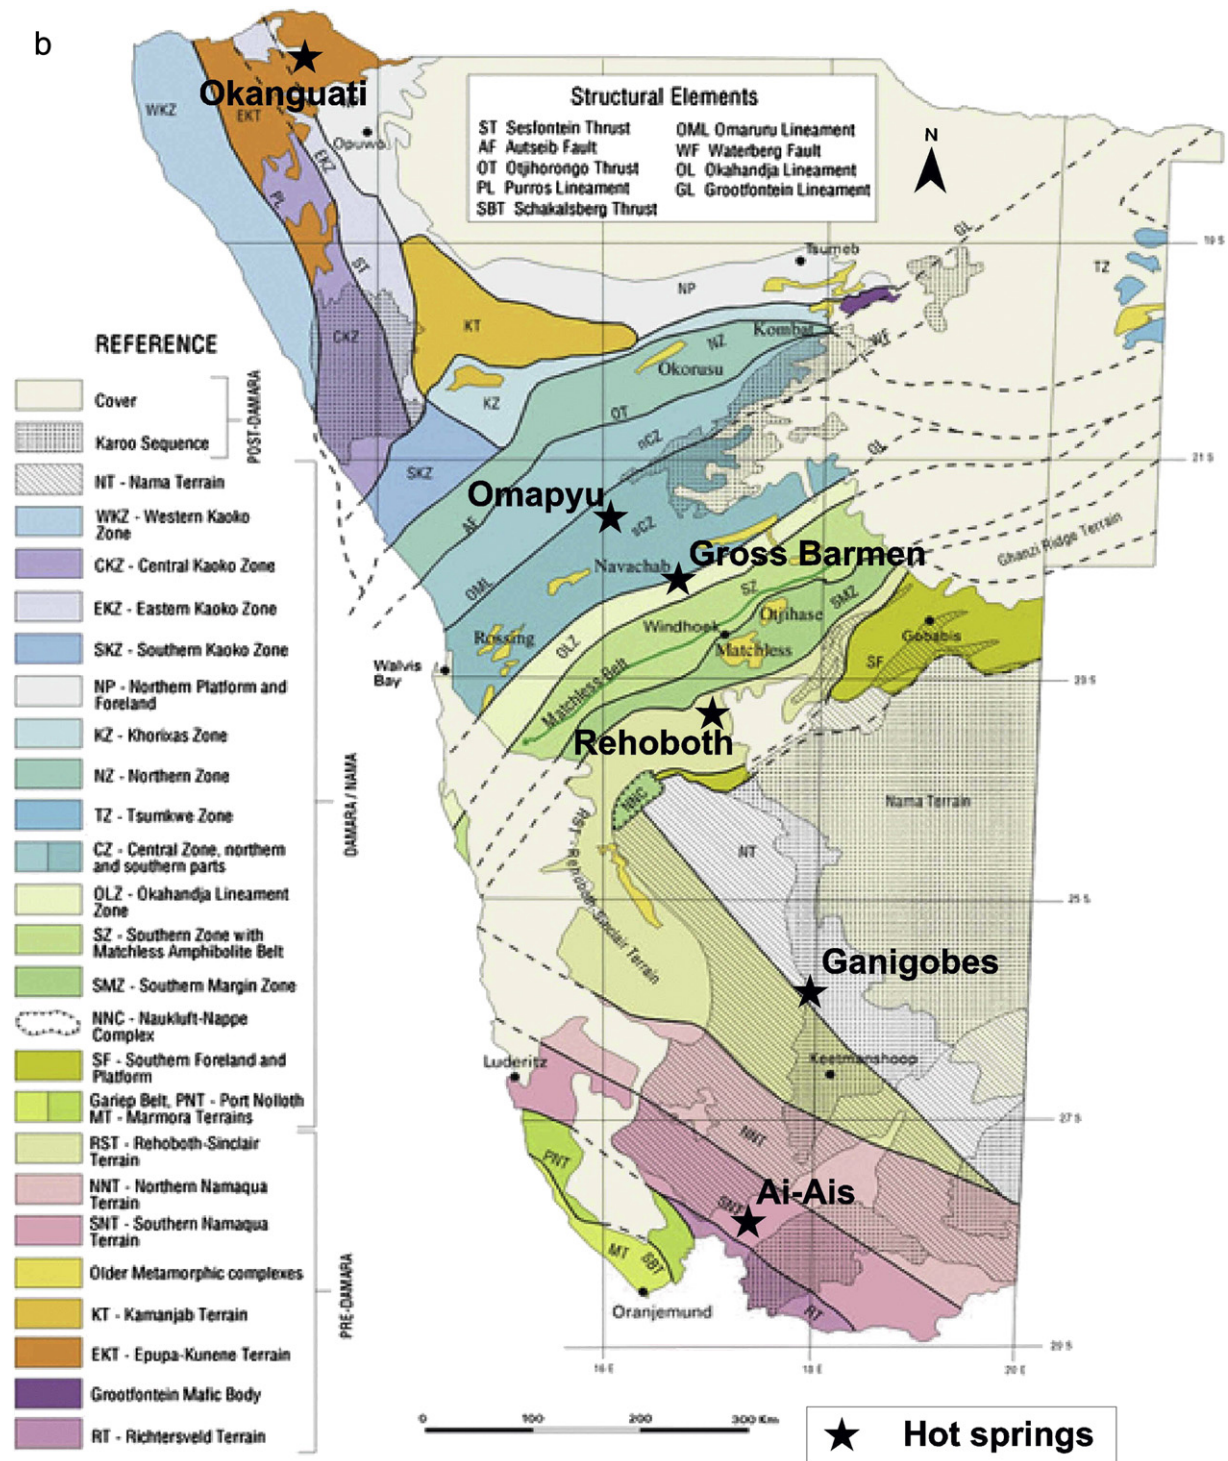 b
Okanguati
WKZ
EKT
Opuwo
EKZ
PL
ST
CKZ
Structural Elements
ST Sesfontein Thrust
AF Autseib Fault
OT Otjihorongo Thrust
PL Purros Lineament
SBT Schakalsberg Thrust
OML Omaruru Lineament
WF Waterberg Fault
OL Okahandja Lineament
GL Grootfontein Lineament
N
GL
19 S
Tsumeb
TZ
NP
KT
Kombat
NZ
WF
Okorusu
KZ
OT
nCZ
OL
21 S
SKZ
Omapyu
AF
sCZ
Ghanzi Ridge Terrain
Navachab
Gross Barmen
OML
SZ
SMZ
Otjihase
Rossing
OLZ
Windhoek
Matchless
Gobabis
SF
Walvis
Bay
Matchless Belt
23 S
Rehoboth
NNC
Nama Terrain
NT
RST - Rehoboth-Sinclair Terrain
25 S
Ganigobes
Keetmanshoop
Luderitz
27 S
NNT
PNT
Ai-Ais
SNT
MT
SBT
Oranjemund
RT
29 S
16 E
18 E
20 E
0
100
200
300 Km
Hot springs
REFERENCE
Cover
Karoo Sequence
POST-DAMARA
NT - Nama Terrain
WKZ - Western Kaoko
Zone
CKZ - Central Kaoko Zone
EKZ - Eastern Kaoko Zone
SKZ - Southern Kaoko Zone
NP - Northern Platform and
Foreland
KZ - Khorixas Zone
NZ - Northern Zone
TZ - Tsumkwe Zone
CZ - Central Zone, northern
and southern parts
OLZ - Okahandja Lineament
Zone
SZ - Southern Zone with
Matchless Amphibolite Belt
SMZ - Southern Margin Zone
NNC - Naukluft-Nappe
Complex
SF - Southern Foreland and
Platform
Gariep Belt, PNT - Port Nolloth
MT - Marmora Terrains
DAMARA / NAMA
RST - Rehoboth-Sinclair
Terrain
NNT - Northern Namaqua
Terrain
SNT - Southern Namaqua
Terrain
Older Metamorphic complexes
KT - Kamanjab Terrain
EKT - Epupa-Kunene Terrain
Grootfontein Mafic Body
RT - Richtersveld Terrain
PRE-DAMARA